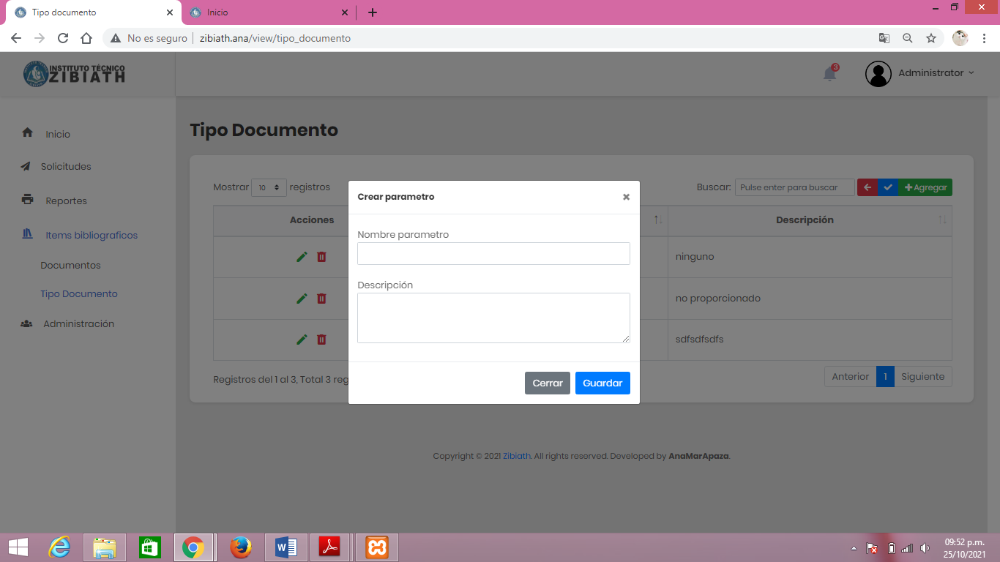 Tipo documento
Inicio
No es seguro
zibiath.ana/view/tipo_documento
INSTITUTO TÉCNICO
ZIBIATH
3
Administrator
Inicio
Solicitudes
Reportes
Items bibliograficos
Documentos
Tipo Documento
Administración
Tipo Documento
Mostrar 10 registros
Buscar: Pulse enter para buscar
Agregar
Acciones
Descripción
ninguno
no proporcionado
sdfsdfsdfs
Registros del 1 al 3, Total 3 reg
Anterior 1 Siguiente
Crear parametro
Nombre parametro
Descripción
Cerrar
Guardar
Copyright © 2021 Zibiath. All rights reserved. Developed by AnaMarApaza.
09:52 p.m.
25/10/2021